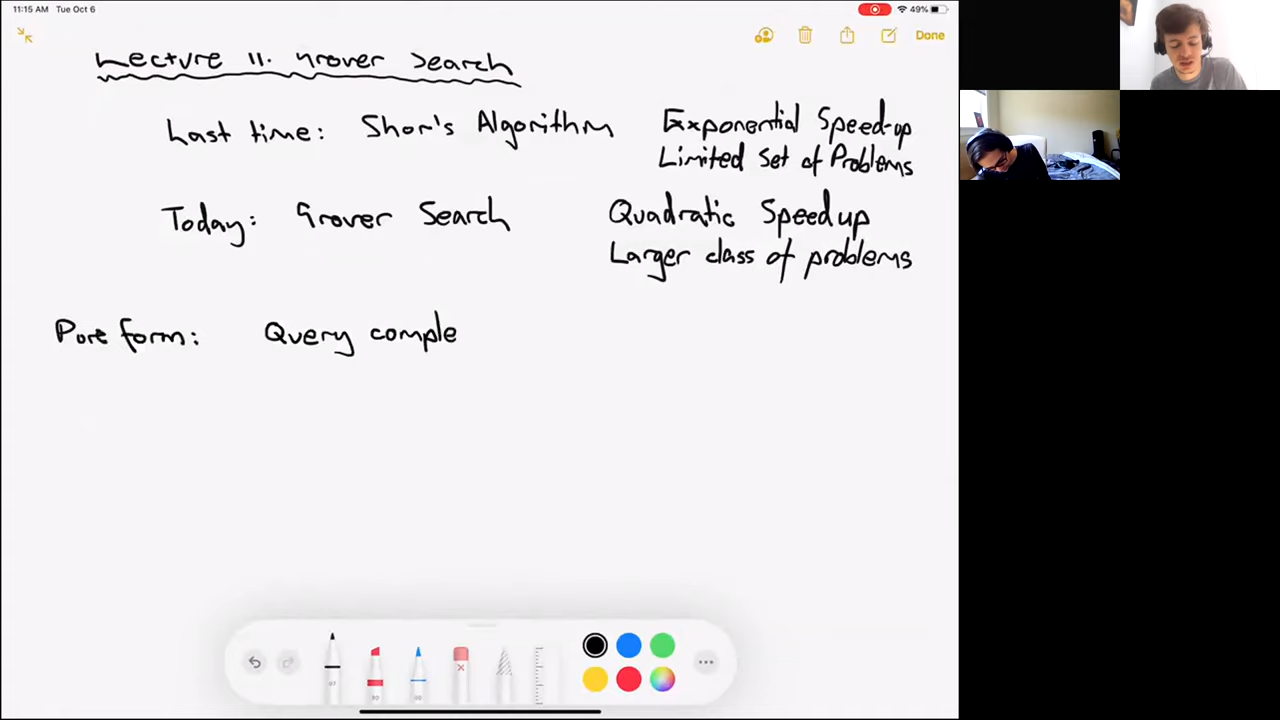 11:15 AM Tue Oct 6
49%
Done
Lecture 11. Grover Search
Last time: Shor's Algorithm
Exponential Speed-up
Limited Set of Problems
Today: Grover Search
Quadratic Speedup
Larger class of problems
Pure form: Query comple